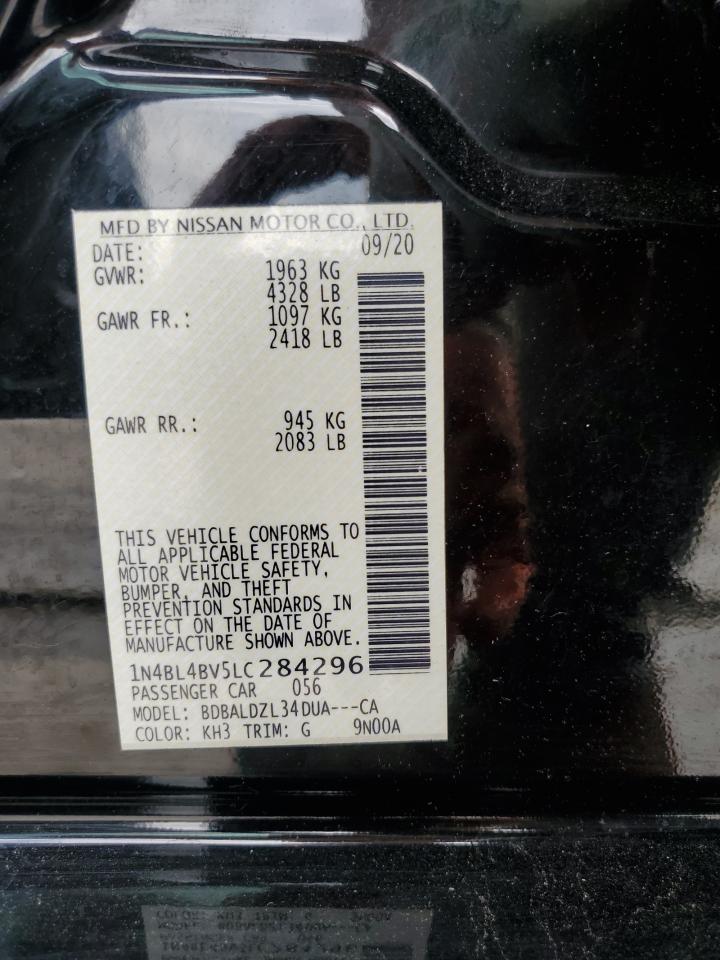 MFD BY NISSAN MOTOR CO., LTD.
DATE: 09/20
GVWR: 1963 KG
4328 LB
GAWR FR.: 1097 KG
2418 LB
GAWR RR.: 945 KG
2083 LB
THIS VEHICLE CONFORMS TO
ALL APPLICABLE FEDERAL
MOTOR VEHICLE SAFETY,
BUMPER, AND THEFT
PREVENTION STANDARDS IN
EFFECT ON THE DATE OF
MANUFACTURE SHOWN ABOVE.
1N4BL4BV5LC284296
PASSENGER CAR 056
MODEL: BDBALDZL34DUA---CA
COLOR: KH3 TRIM: G 9N00A